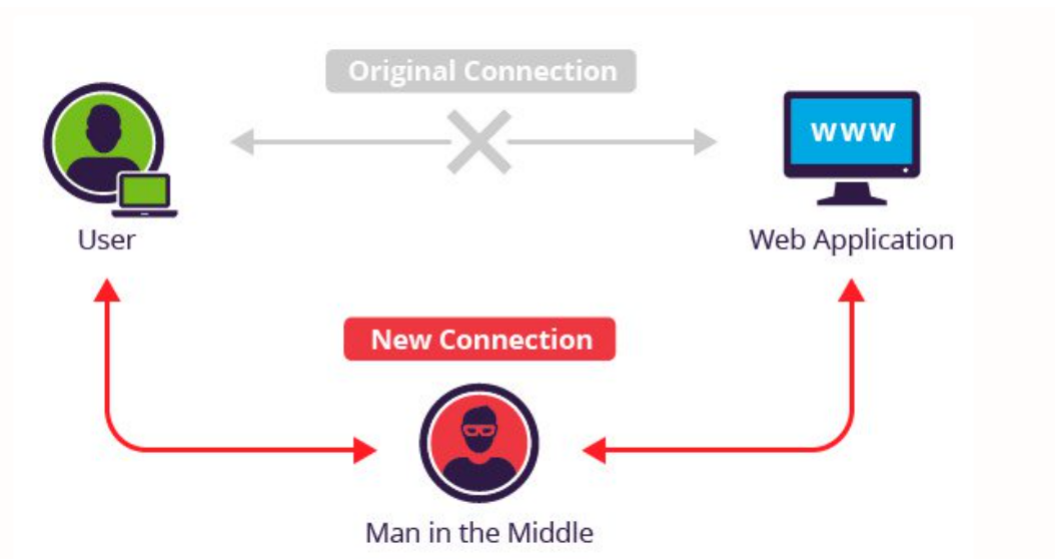 Original Connection
www
User
Web Application
New Connection
Man in the Middle